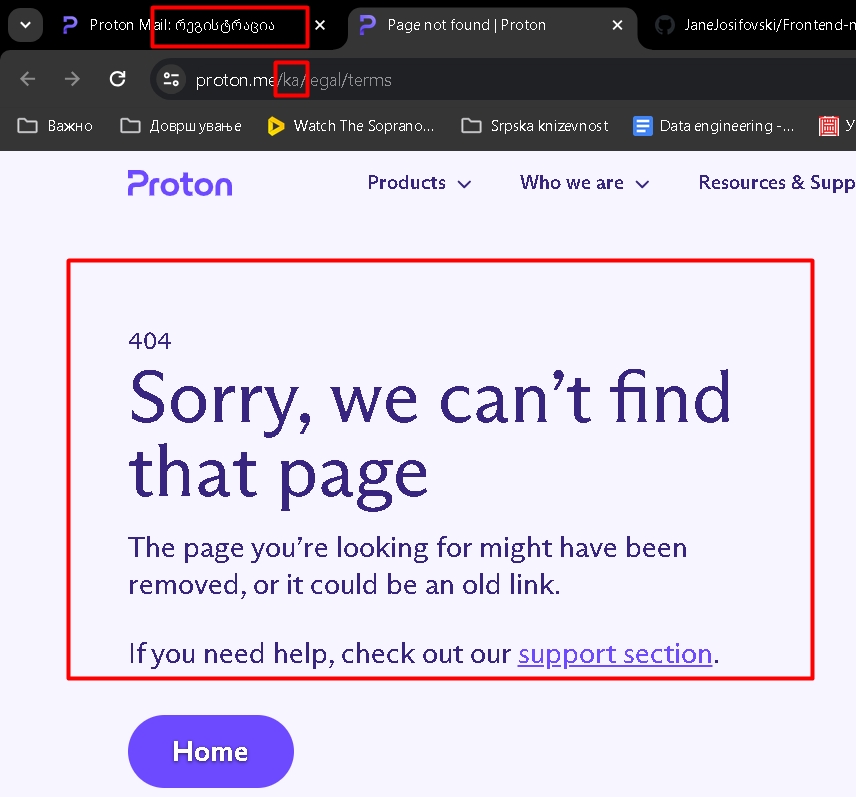 Proton Mail: რეგისტრაცია
Page not found | Proton
JaneJosifovski/Frontend-
proton.me/ka/legal/terms
Важно
Довршување
Watch The Soprano...
Srpska knizevnost
Data engineering -...
У
Proton
Products
Who we are
Resources & Supp
404
Sorry, we can’t find
that page
The page you’re looking for might have been
removed, or it could be an old link.
If you need help, check out our support section.
Home